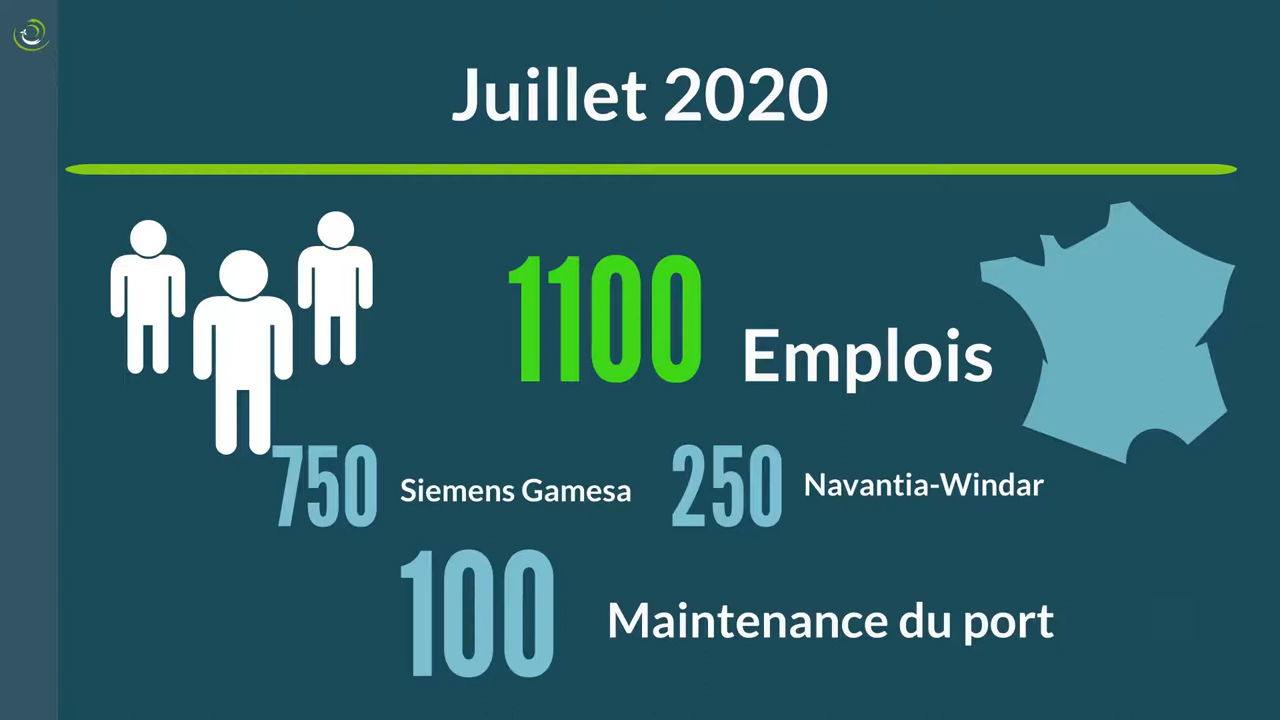 Juillet 2020
1100 Emplois
750 Siemens Gamesa 250 Navantia-Windar
100 Maintenance du port